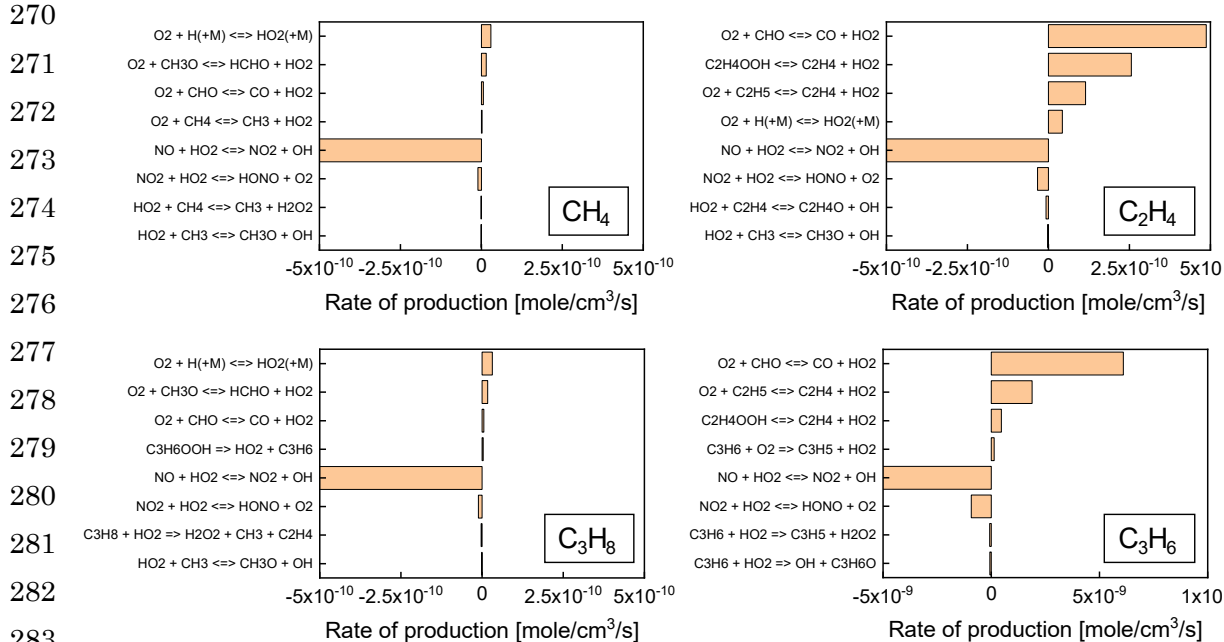 270
271
272
273
274
275
276
277
278
279
280
281
282
283
O2 + H(+M) <=> HO2(+M)
O2 + CH3O <=> HCHO + HO2
O2 + CHO <=> CO + HO2
O2 + CH4 <=> CH3 + HO2
NO + HO2 <=> NO2 + OH
NO2 + HO2 <=> HONO + O2
HO2 + CH4 <=> CH3 + H2O2
HO2 + CH3 <=> CH3O + OH
CH₄
-5x10⁻¹⁰ -2.5x10⁻¹⁰ 0 2.5x10⁻¹⁰ 5x10⁻¹⁰
Rate of production [mole/cm³/s]
O2 + CHO <=> CO + HO2
C2H4OOH <=> C2H4 + HO2
O2 + C2H5 <=> C2H4 + HO2
O2 + H(+M) <=> HO2(+M)
NO + HO2 <=> NO2 + OH
NO2 + HO2 <=> HONO + O2
HO2 + C2H4 <=> C2H4O + OH
HO2 + CH3 <=> CH3O + OH
C₂H₄
-5x10⁻¹⁰ -2.5x10⁻¹⁰ 0 2.5x10⁻¹⁰ 5x10
Rate of production [mole/cm³/s]
O2 + H(+M) <=> HO2(+M)
O2 + CH3O <=> HCHO + HO2
O2 + CHO <=> CO + HO2
C3H6OOH => HO2 + C3H6
NO + HO2 <=> NO2 + OH
NO2 + HO2 <=> HONO + O2
C3H8 + HO2 => H2O2 + CH3 + C2H4
HO2 + CH3 <=> CH3O + OH
C₃H₈
-5x10⁻¹⁰ -2.5x10⁻¹⁰ 0 2.5x10⁻¹⁰ 5x10⁻¹⁰
Rate of production [mole/cm³/s]
O2 + CHO <=> CO + HO2
O2 + C2H5 <=> C2H4 + HO2
C2H4OOH <=> C2H4 + HO2
C3H6 + O2 <=> C3H5 + HO2
NO + HO2 <=> NO2 + OH
NO2 + HO2 <=> HONO + O2
C3H6 + HO2 => C3H5 + H2O2
C3H6 + HO2 => OH + C3H6O
C₃H₆
-5x10⁻⁹ 0 5x10⁻⁹ 1x10
Rate of production [mole/cm³/s]